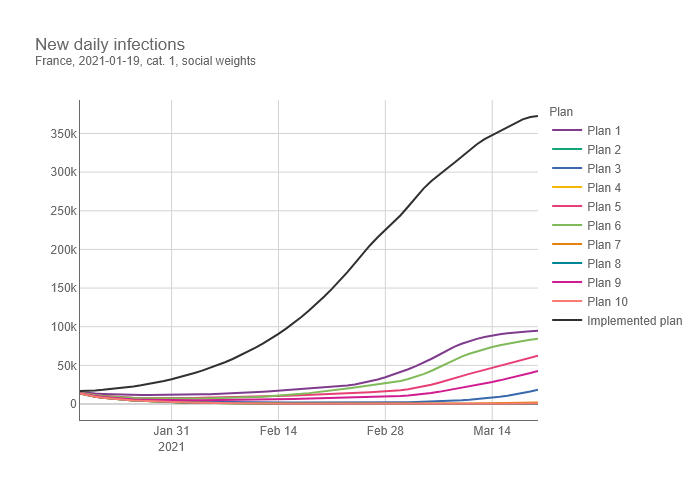 New daily infections
France, 2021-01-19, cat. 1, social weights
Plan
350k
300k
250k
200k
150k
100k
50k
0
Plan 1
Plan 2
Plan 3
Plan 4
Plan 5
Plan 6
Plan 7
Plan 8
Plan 9
Plan 10
Implemented plan
Jan 31
2021
Feb 14
Feb 28
Mar 14